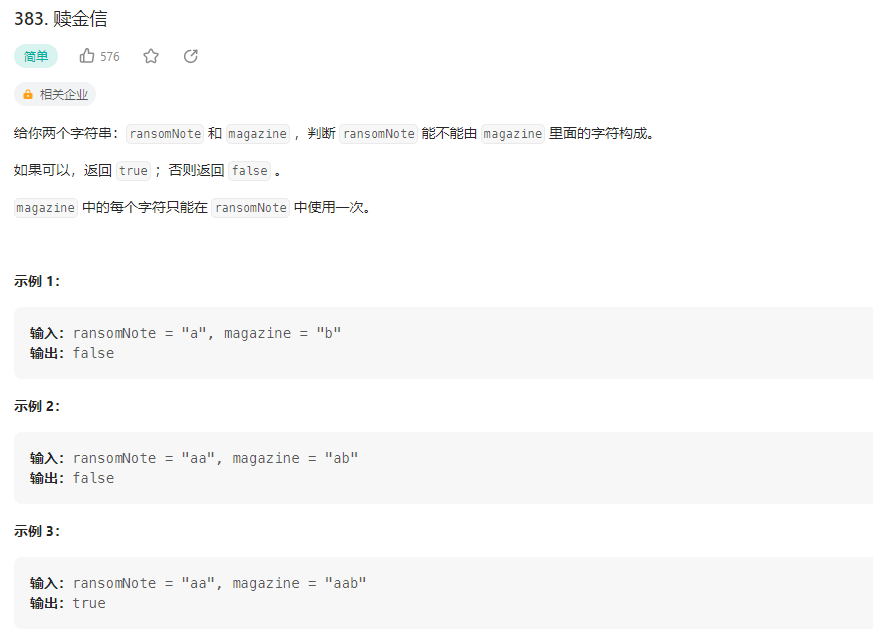 383. 赎金信
简单 576
相关企业
给你两个字符串：ransomNote 和 magazine ，判断 ransomNote 能不能由 magazine 里面的字符构成。
如果可以，返回 true ；否则返回 false 。
magazine 中的每个字符只能在 ransomNote 中使用一次。
示例 1：
输入：ransomNote = "a", magazine = "b"
输出：false
示例 2：
输入：ransomNote = "aa", magazine = "ab"
输出：false
示例 3：
输入：ransomNote = "aa", magazine = "aab"
输出：true